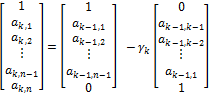 [1; a_{k,1}; a_{k,2}; ⋮; a_{k,n-1}; a_{k,n}] = [1; a_{k-1,1}; a_{k-1,2}; ⋮; a_{k-1,n-1}; 0] - γ_k [0; a_{k-1,k-1}; a_{k-1,k-2}; ⋮; a_{k-1,1}; 1]